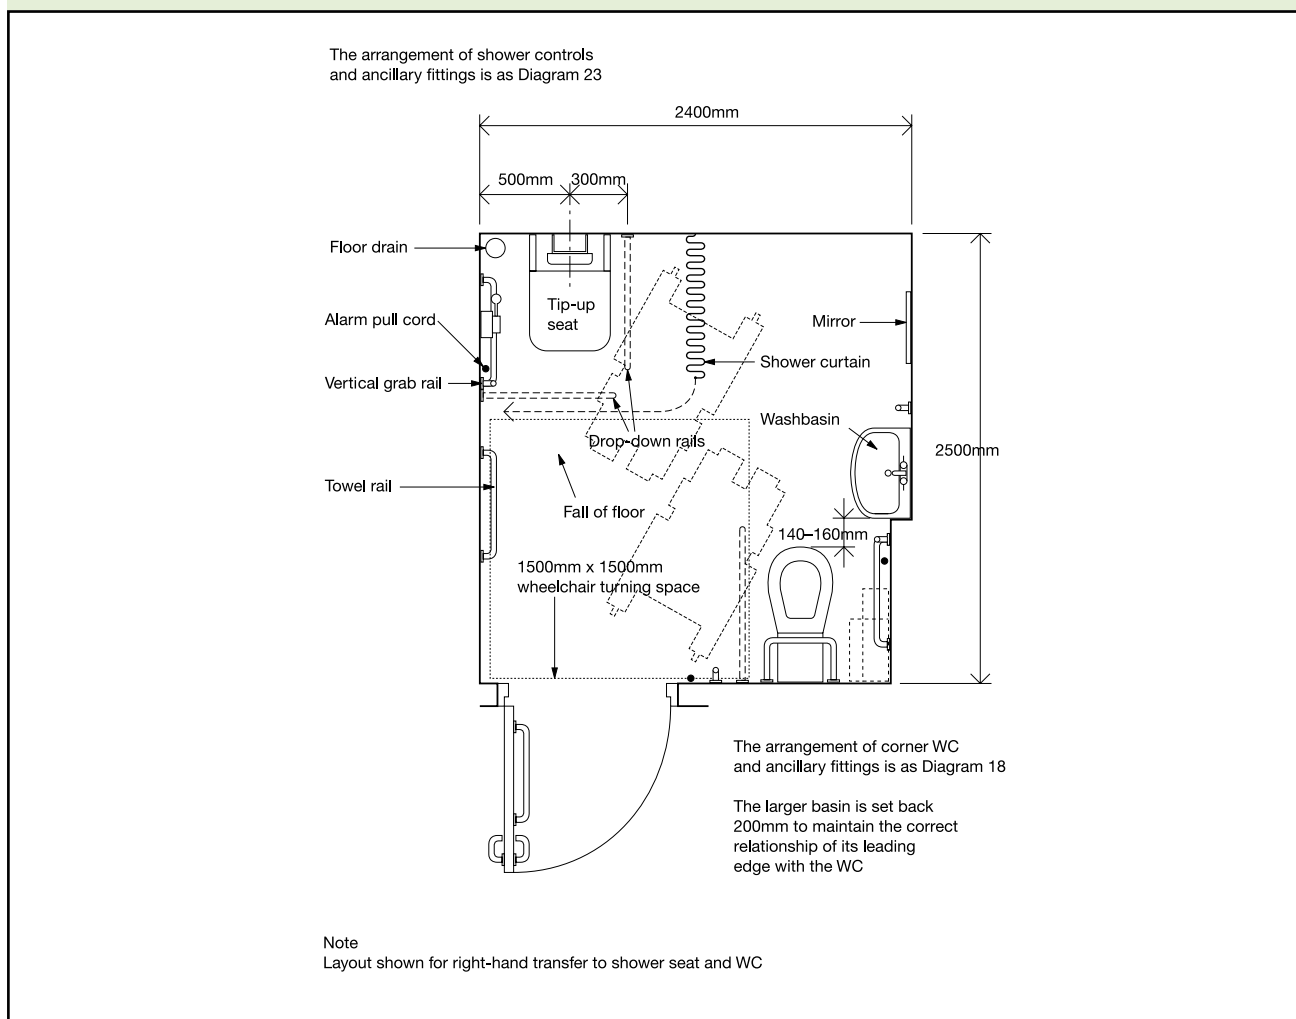 The arrangement of shower controls
and ancillary fittings is as Diagram 23
2400mm
500mm
300mm
Floor drain
Tip-up
seat
Alarm pull cord
Mirror
Shower curtain
Vertical grab rail
Washbasin
Drop-down rails
2500mm
Towel rail
Fall of floor
140–160mm
1500mm x 1500mm
wheelchair turning space
The arrangement of corner WC
and ancillary fittings is as Diagram 18
The larger basin is set back
200mm to maintain the correct
relationship of its leading
edge with the WC
Note
Layout shown for right-hand transfer to shower seat and WC